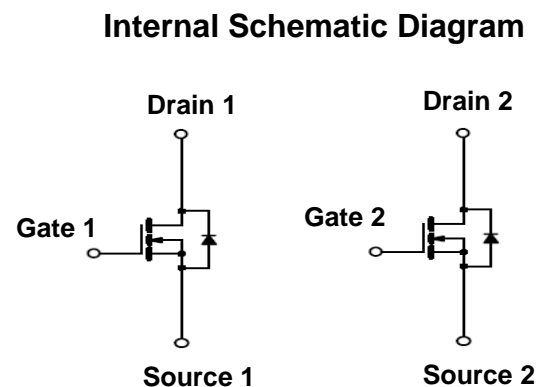 Internal Schematic Diagram
Drain 1
Drain 2
Gate 1
Gate 2
Source 1
Source 2